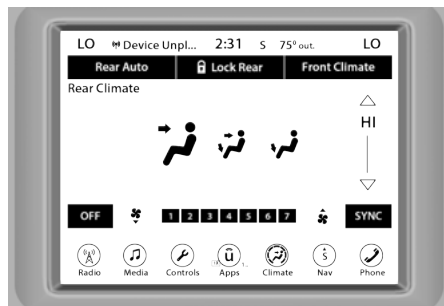 LO Device Unpl... 2:31 S 75° out. LO
Rear Auto Lock Rear Front Climate
Rear Climate
HI
OFF 1 2 3 4 5 6 7 SYNC
Radio Media Controls Apps Climate Nav Phone